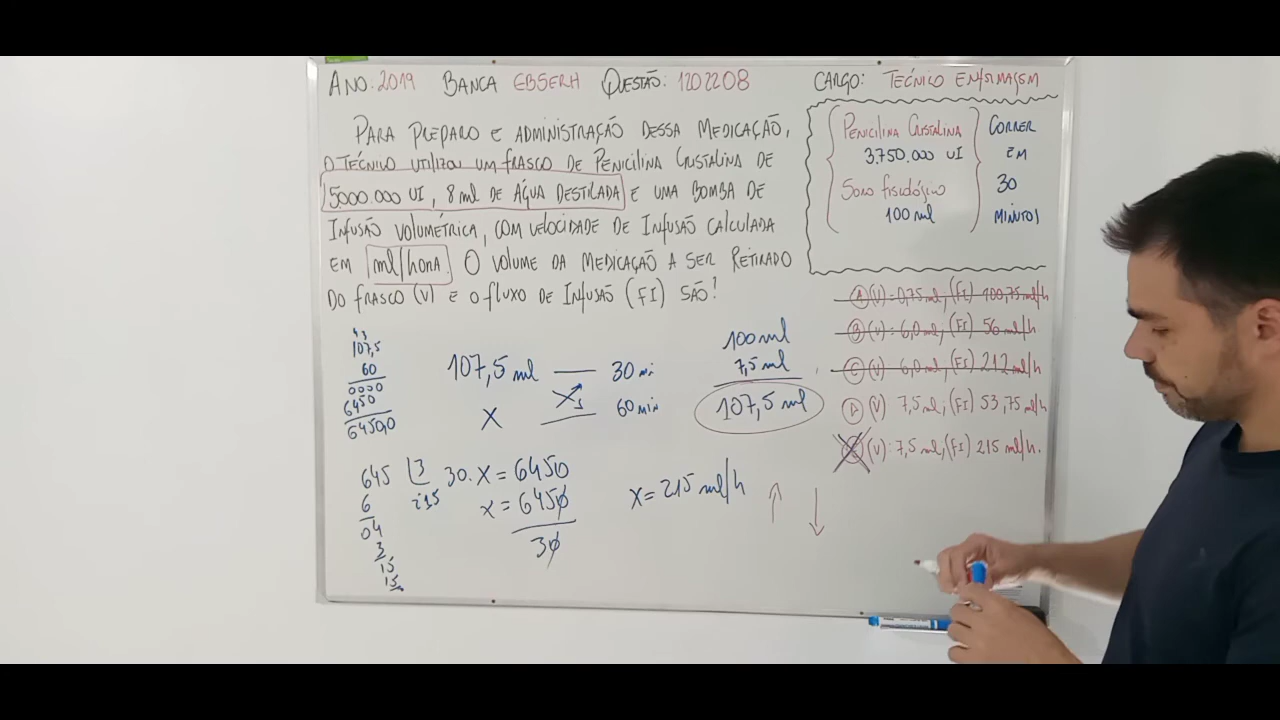 ANO: 2019 BANCA EBSERH QUESTÃO: 1202208 CARGO: TÉCNICO ENFERMAGEM
PARA PREPARO E ADMINISTRAÇÃO DESSA MEDICAÇÃO,
O TÉCNICO UTILIZOU UM FRASCO DE PENICILINA CRISTALINA DE
5000.000 UI, 8 ml DE ÁGUA DESTILADA E UMA BOMBA DE
INFUSÃO VOLUMÉTRICA, COM VELOCIDADE DE INFUSÃO CALCULADA
EM ml/HORA. O VOLUME DA MEDICAÇÃO A SER RETIRADO
DO FRASCO (V) E O FLUXO DE INFUSÃO (FI) SÃO?
PENICILINA CRISTALINA
3.750.000 UI
SORO FISIOLÓGICO
100 ml
CORRER
EM
30
MINUTOS
A (V) = 0,75 ml; (FI) 100,75 ml/h
B (V) = 6,0 ml; (FI) 56 ml/h
C (V) 6,0 ml; (FI) 212 ml/h
D (V) 7,5 ml; (FI) 53,75 ml/h
(V): 7,5 ml; (FI) 215 ml/h.
4 3
107,5
60
0000
6450
6450,0
107,5 ml 30 mi
X 60 min
100 ml
7,5 ml
107,5 ml
645 3
6 215
04
3
15
15
30. X = 6450
X = 6450
30
X = 215 ml/h